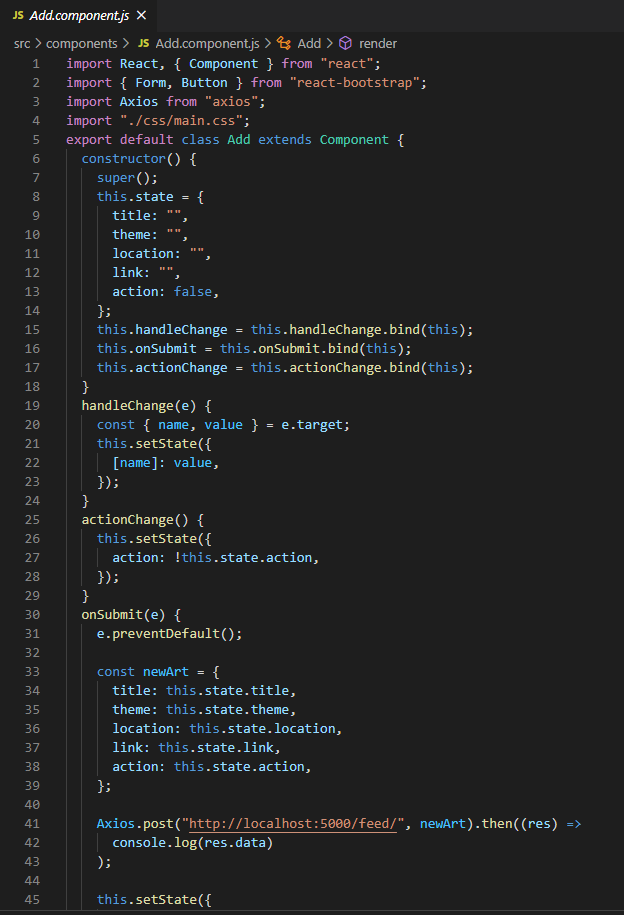 JS Add.component.js ×
src > components > JS Add.component.js > Add > render
1 import React, { Component } from "react";
2 import { Form, Button } from "react-bootstrap";
3 import Axios from "axios";
4 import "./css/main.css";
5 export default class Add extends Component {
6 constructor() {
7 super();
8 this.state = {
9 title: "",
10 theme: "",
11 location: "",
12 link: "",
13 action: false,
14 };
15 this.handleChange = this.handleChange.bind(this);
16 this.onSubmit = this.onSubmit.bind(this);
17 this.actionChange = this.actionChange.bind(this);
18 }
19 handleChange(e) {
20 const { name, value } = e.target;
21 this.setState({
22 [name]: value,
23 });
24 }
25 actionChange() {
26 this.setState({
27 action: !this.state.action,
28 });
29 }
30 onSubmit(e) {
31 e.preventDefault();
32
33 const newArt = {
34 title: this.state.title,
35 theme: this.state.theme,
36 location: this.state.location,
37 link: this.state.link,
38 action: this.state.action,
39 };
40
41 Axios.post("http://localhost:5000/feed/", newArt).then((res) =>
42 console.log(res.data)
43 );
44
45 this.setState({